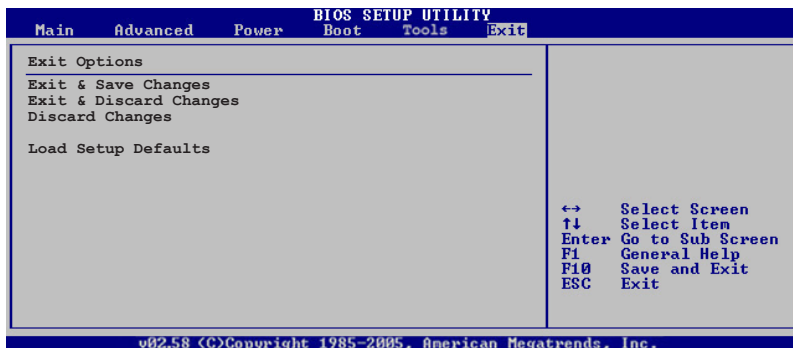 BIOS SETUP UTILITY
Main Advanced Power Boot Tools Exit
Exit Options
Exit & Save Changes
Exit & Discard Changes
Discard Changes
Load Setup Defaults
←→ Select Screen
↑↓ Select Item
Enter Go to Sub Screen
F1 General Help
F10 Save and Exit
ESC Exit
v02.58 (C)Copyright 1985-2005, American Megatrends, Inc.